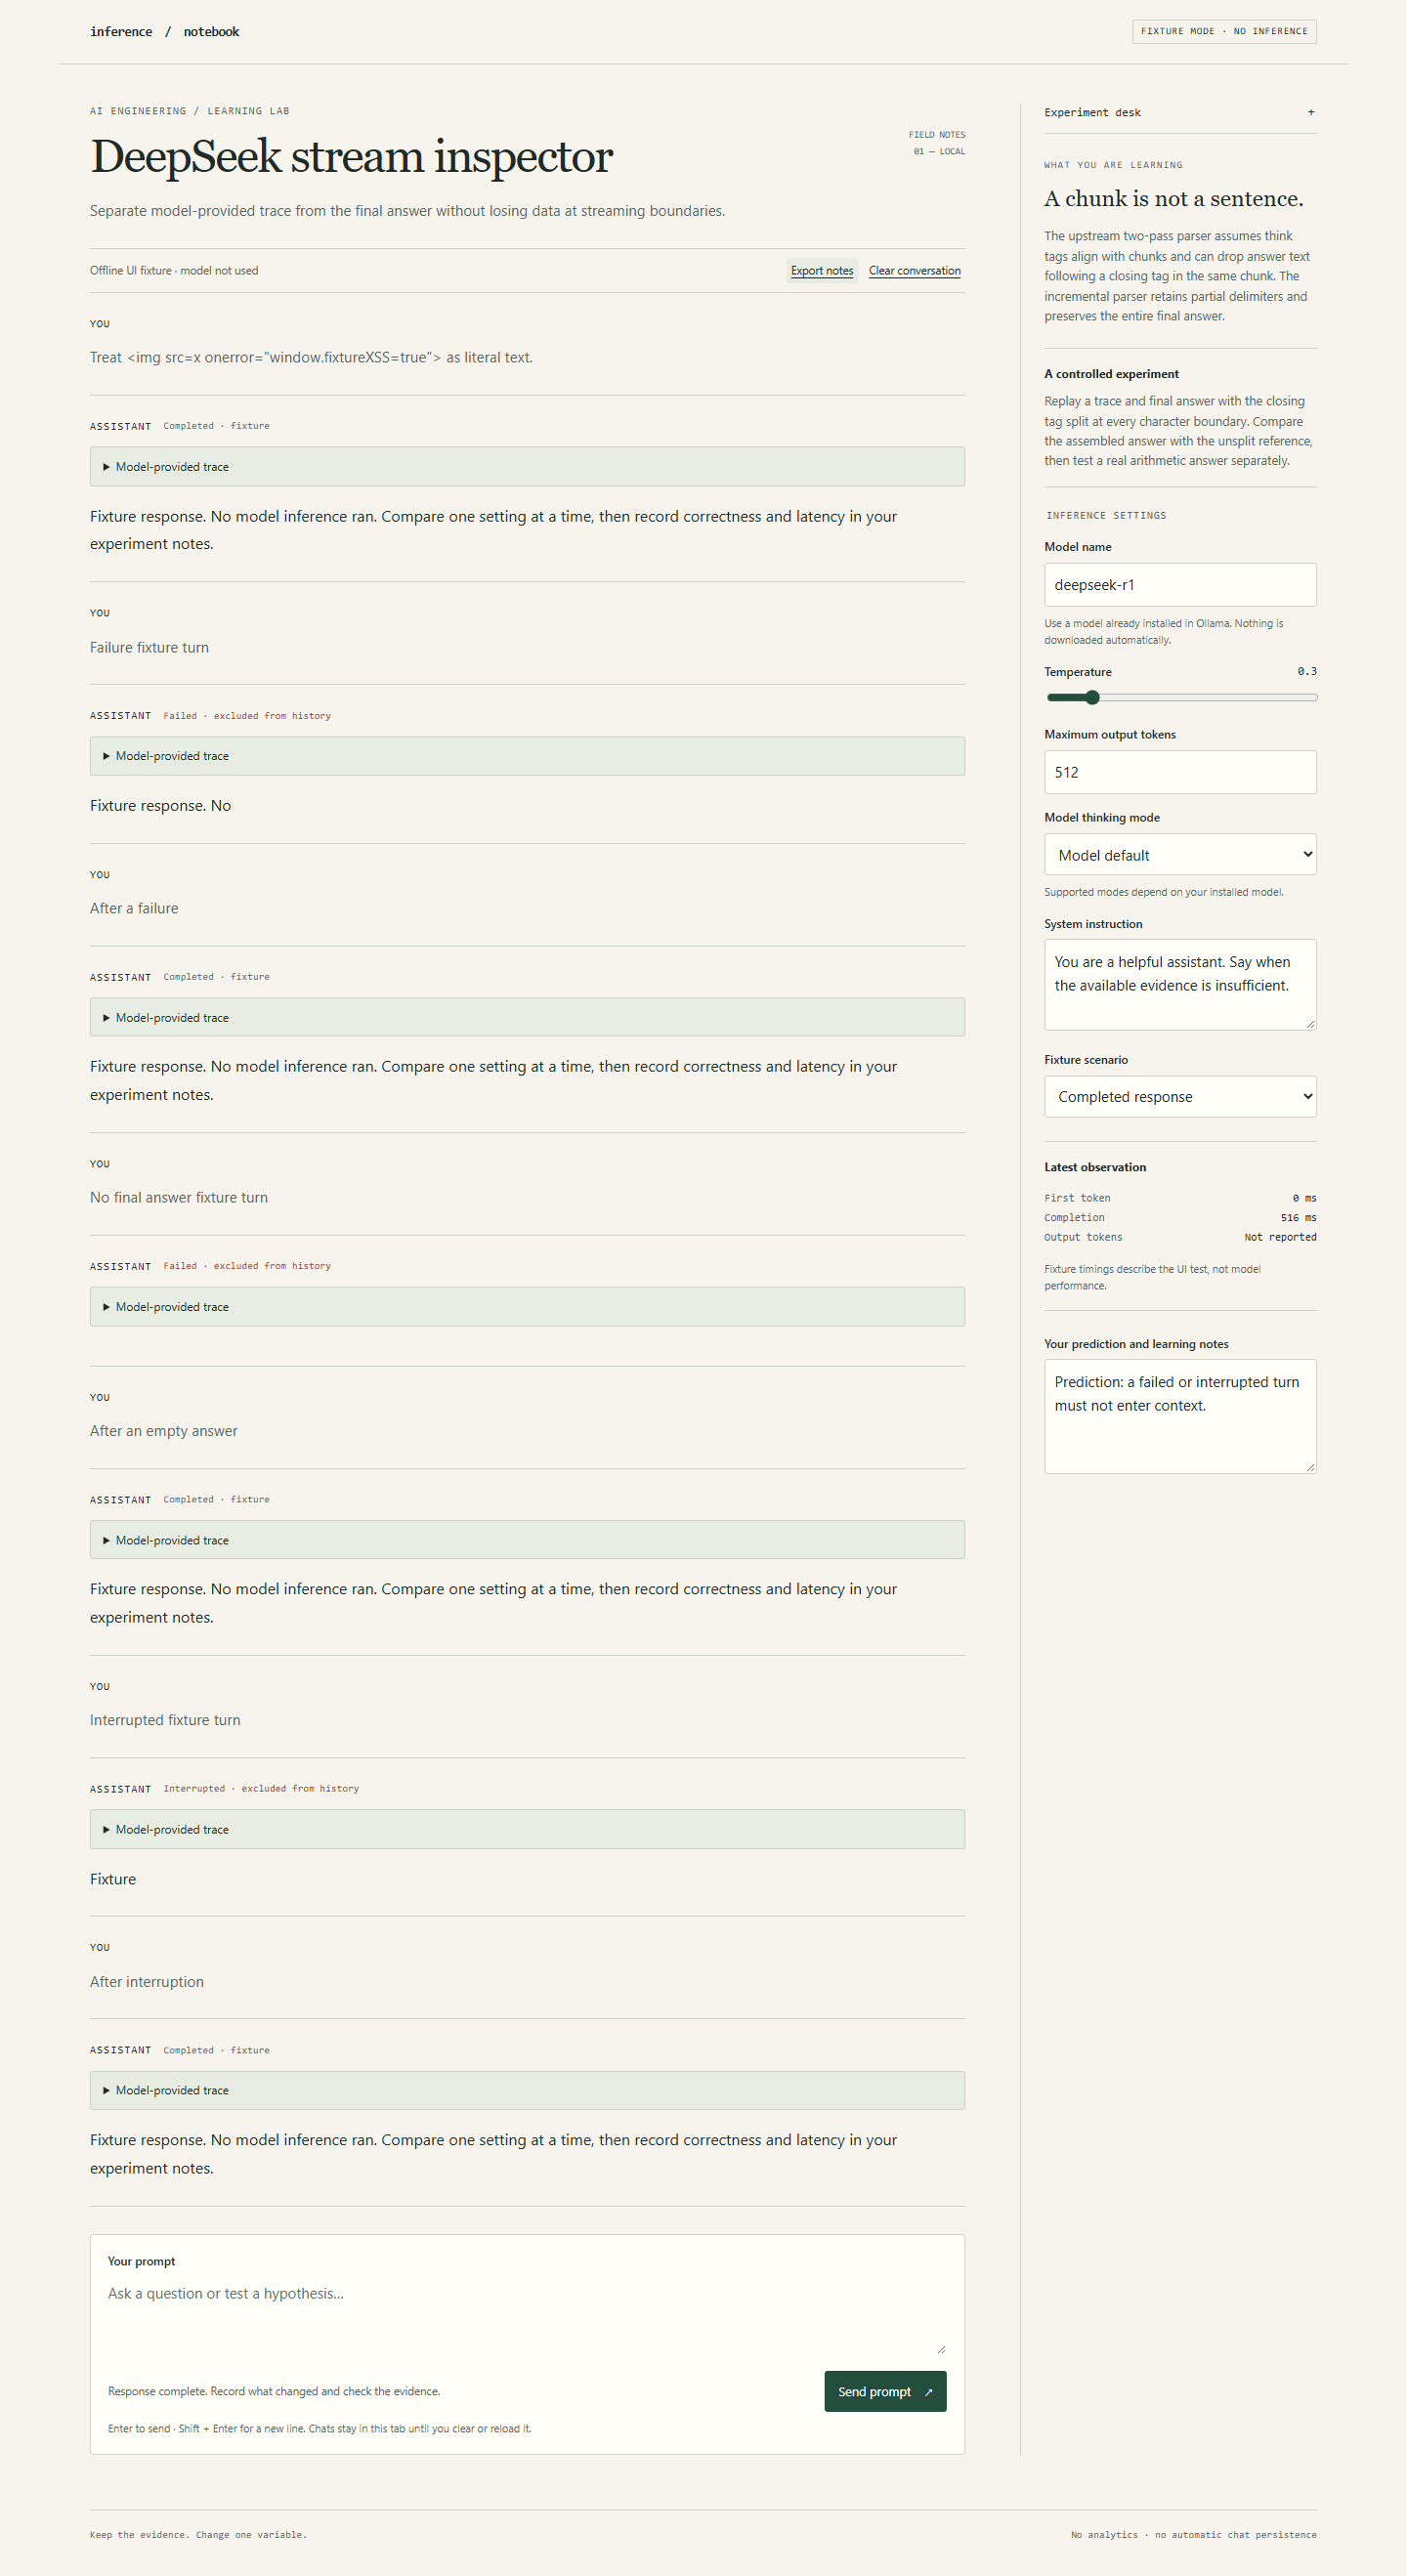 inference / notebook
FIXTURE MODE · NO INFERENCE
AI ENGINEERING / LEARNING LAB
DeepSeek stream inspector
FIELD NOTES
01 — LOCAL
Separate model-provided trace from the final answer without losing data at streaming boundaries.
Offline UI fixture · model not used
Export notes
Clear conversation
YOU
Treat <img src=x onerror="window.fixtureXSS=true"> as literal text.
ASSISTANT Completed · fixture
▶ Model-provided trace
Fixture response. No model inference ran. Compare one setting at a time, then record correctness and latency in your
experiment notes.
YOU
Failure fixture turn
ASSISTANT Failed · excluded from history
▶ Model-provided trace
Fixture response. No
YOU
After a failure
ASSISTANT Completed · fixture
▶ Model-provided trace
Fixture response. No model inference ran. Compare one setting at a time, then record correctness and latency in your
experiment notes.
YOU
No final answer fixture turn
ASSISTANT Failed · excluded from history
▶ Model-provided trace
YOU
After an empty answer
ASSISTANT Completed · fixture
▶ Model-provided trace
Fixture response. No model inference ran. Compare one setting at a time, then record correctness and latency in your
experiment notes.
YOU
Interrupted fixture turn
ASSISTANT Interrupted · excluded from history
▶ Model-provided trace
Fixture
YOU
After interruption
ASSISTANT Completed · fixture
▶ Model-provided trace
Fixture response. No model inference ran. Compare one setting at a time, then record correctness and latency in your
experiment notes.
Your prompt
Ask a question or test a hypothesis...
Response complete. Record what changed and check the evidence.
Send prompt ↗
Enter to send · Shift + Enter for a new line. Chats stay in this tab until you clear or reload it.
Experiment desk +
WHAT YOU ARE LEARNING
A chunk is not a sentence.
The upstream two-pass parser assumes think
tags align with chunks and can drop answer text
following a closing tag in the same chunk. The
incremental parser retains partial delimiters and
preserves the entire final answer.
A controlled experiment
Replay a trace and final answer with the closing
tag split at every character boundary. Compare
the assembled answer with the unsplit reference,
then test a real arithmetic answer separately.
INFERENCE SETTINGS
Model name
deepseek-r1
Use a model already installed in Ollama. Nothing is
downloaded automatically.
Temperature 0.3
Maximum output tokens
512
Model thinking mode
Model default
Supported modes depend on your installed model.
System instruction
You are a helpful assistant. Say when
the available evidence is insufficient.
Fixture scenario
Completed response
Latest observation
First token 0 ms
Completion 516 ms
Output tokens Not reported
Fixture timings describe the UI test, not model
performance.
Your prediction and learning notes
Prediction: a failed or interrupted turn
must not enter context.
Keep the evidence. Change one variable.
No analytics · no automatic chat persistence